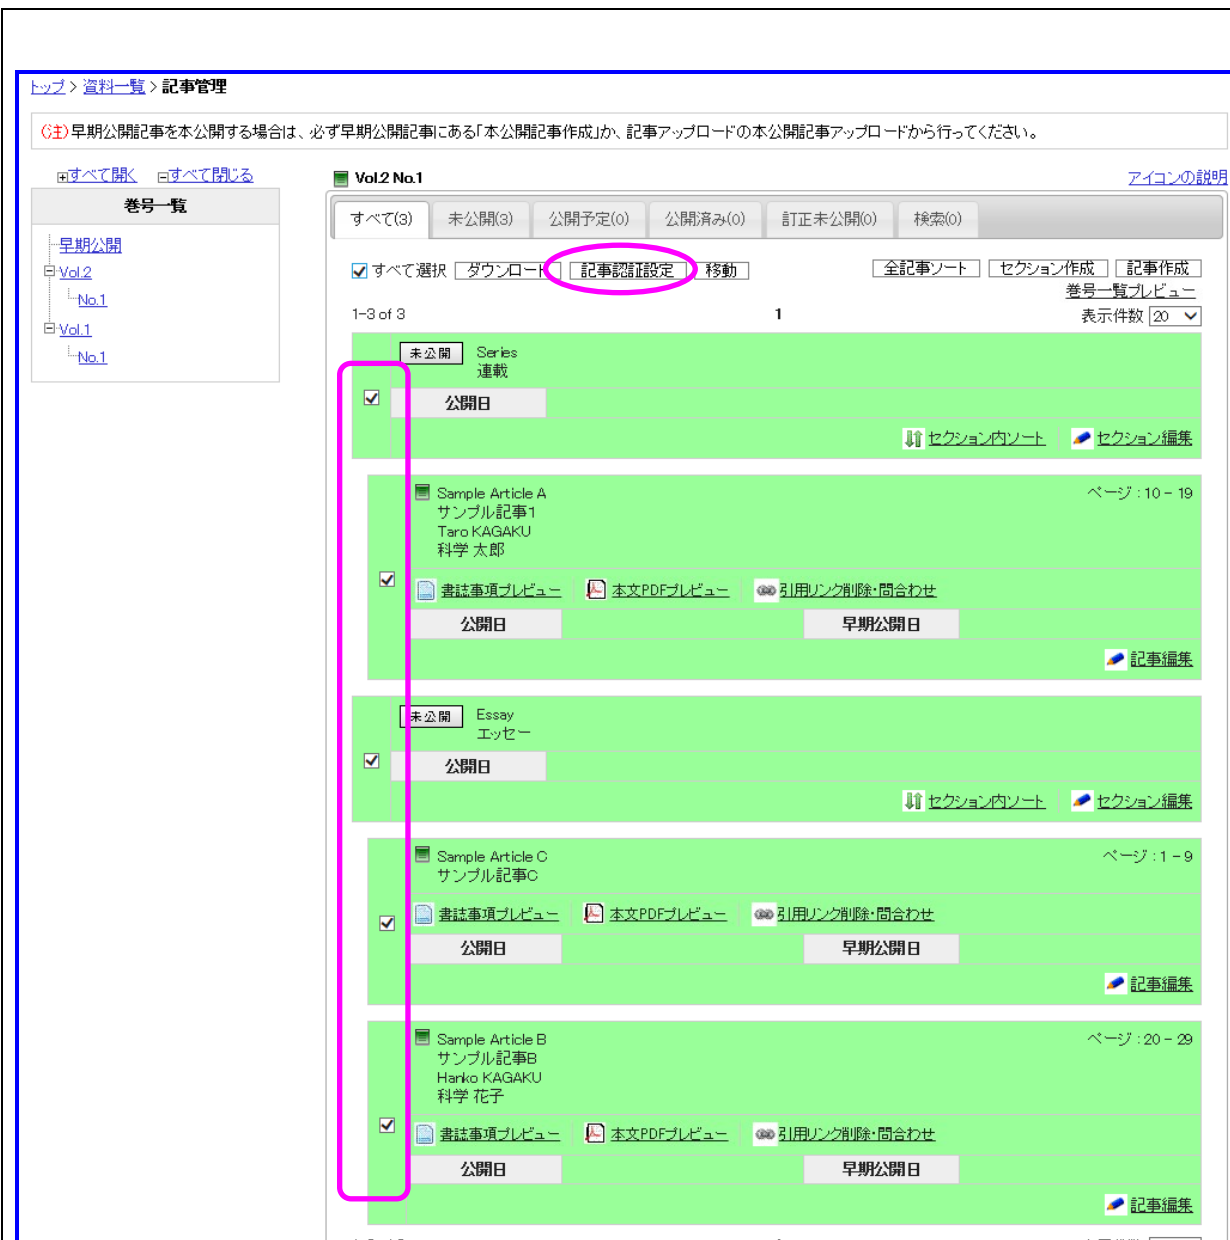 トップ > 資料一覧 > 記事管理
(注)早期公開記事を本公開する場合は、必ず早期公開記事にある「本公開記事作成」か、記事アップロードの本公開記事アップロードから行ってください。
すべて開く すべて閉じる
巻号一覧
早期公開
Vol.2
No.1
Vol.1
No.1
Vol.2 No.1 アイコンの説明
すべて(3) 未公開(3) 公開予定(0) 公開済み(0) 訂正未公開(0) 検索(0)
すべて選択 ダウンロード 記事認証設定 移動 全記事ソート セクション作成 記事作成
巻号一覧プレビュー
1-3 of 3 1 表示件数 20
未公開 Series
連載
公開日
セクション内ソート セクション編集
Sample Article A ページ : 10 - 19
サンプル記事1
Taro KAGAKU
科学 太郎
書誌事項プレビュー 本文PDFプレビュー 引用リンク削除・問合わせ
公開日 早期公開日
記事編集
未公開 Essay
エッセー
公開日
セクション内ソート セクション編集
Sample Article C ページ : 1 - 9
サンプル記事C
書誌事項プレビュー 本文PDFプレビュー 引用リンク削除・問合わせ
公開日 早期公開日
記事編集
Sample Article B ページ : 20 - 29
サンプル記事B
Hanko KAGAKU
科学 花子
書誌事項プレビュー 本文PDFプレビュー 引用リンク削除・問合わせ
公開日 早期公開日
記事編集